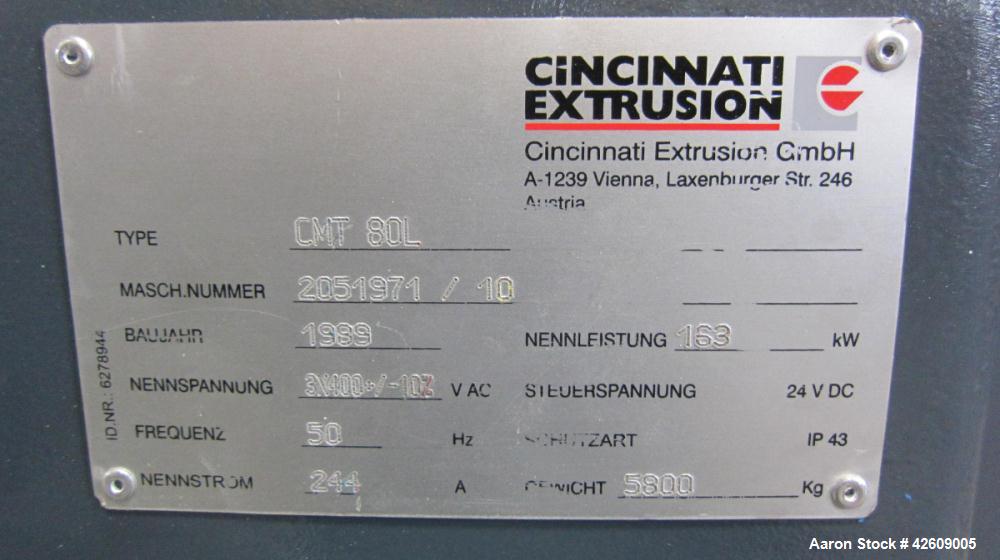 CINCINNATI
EXTRUSION
Cincinnati Extrusion GmbH
A-1239 Vienna, Laxenburger Str. 246
Austria
TYPE CMT 80L
MASCH.NUMMER 2051971 / 10
BAUJAHR 1999 NENNLEISTUNG 163 kW
NENNSPANNUNG 3X400+/-10% V AC STEUERSPANNUNG 24 V DC
FREQUENZ 50 Hz SCHUTZART IP 43
NENNSTROM 244 A GEWICHT 5800 Kg
ID.NR.: 6278944
Aaron Stock # 42609005